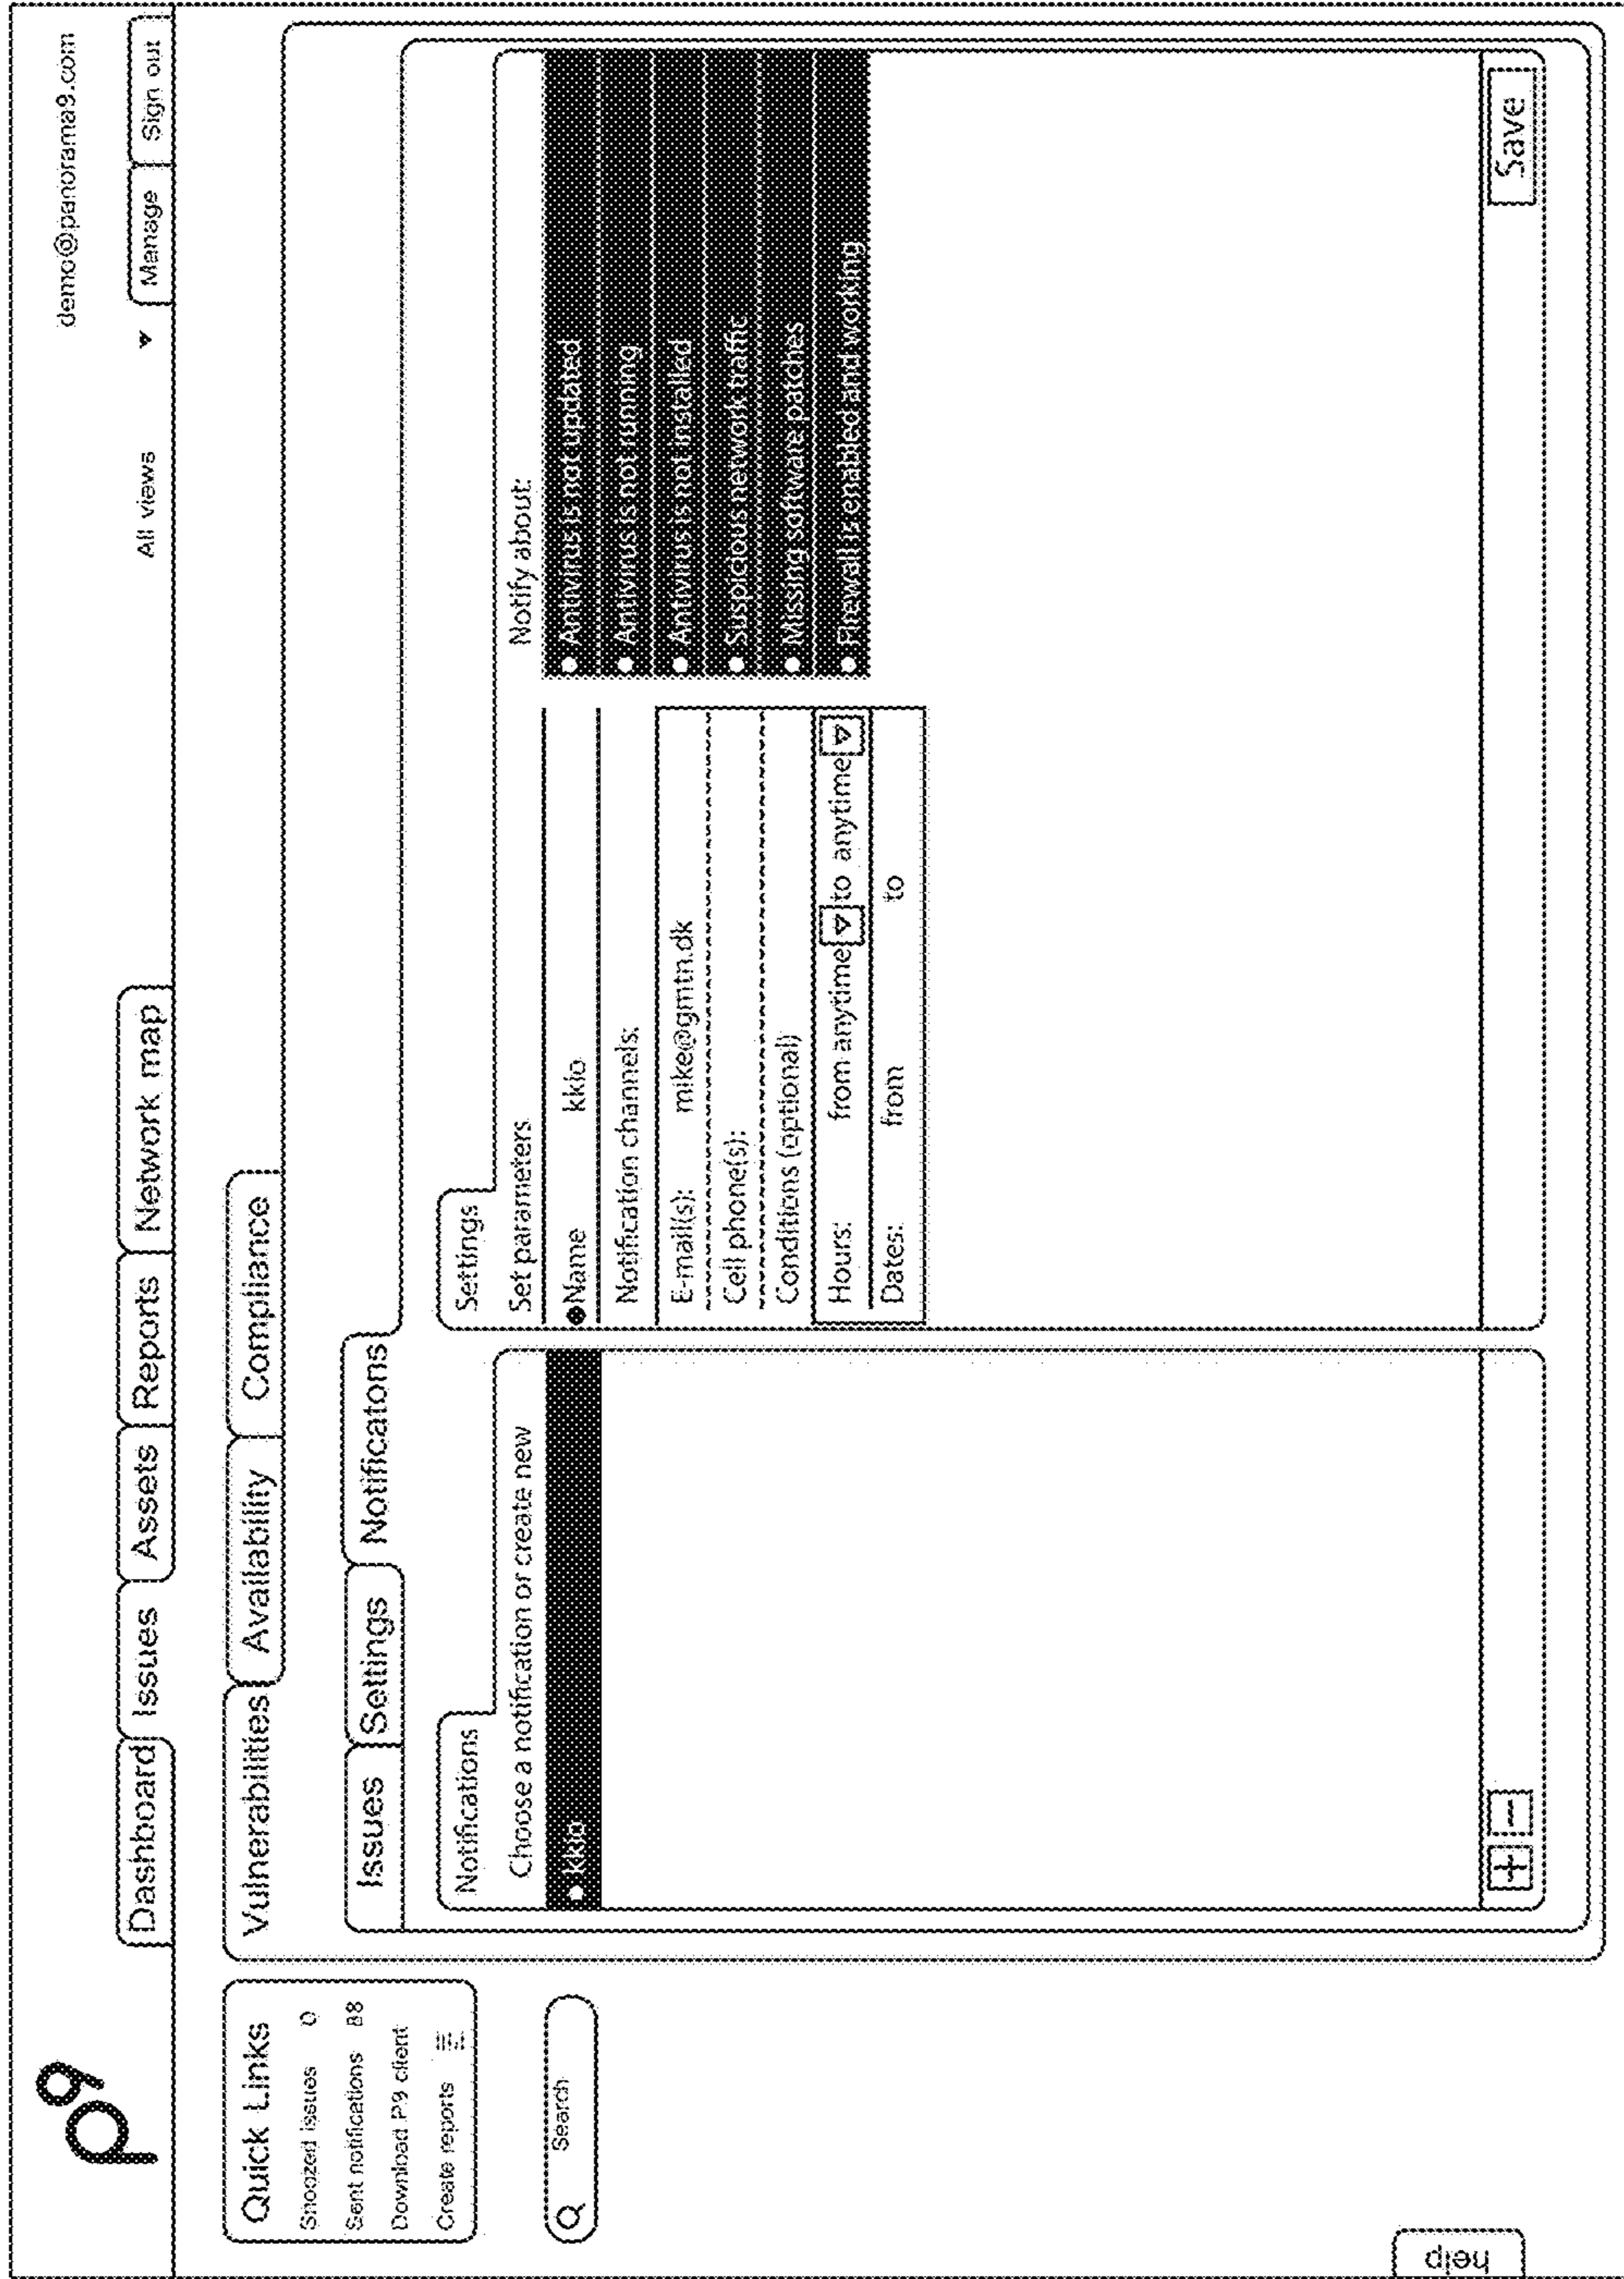 p9
demo@panorama9.com
Dashboard Issues Assets Reports Network map All views Manage Sign out
Quick Links
Snoozed issues 0
Sent notifications 88
Download P9 client
Create reports
Search
help
Vulnerabilities Availability Compliance
Issues Settings Notificatons
Notifications
Choose a notification or create new
kkio
+ −
Settings
Set parameters
Name kkio
Notification channels:
E-mail(s): mike@gmtn.dk
Cell phone(s):
Conditions (optional)
Hours: from anytime to anytime
Dates: from to
Notify about:
Antivirus is not updated
Antivirus is not running
Antivirus is not installed
Suspicious network traffic
Missing software patches
Firewall is enabled and working
Save